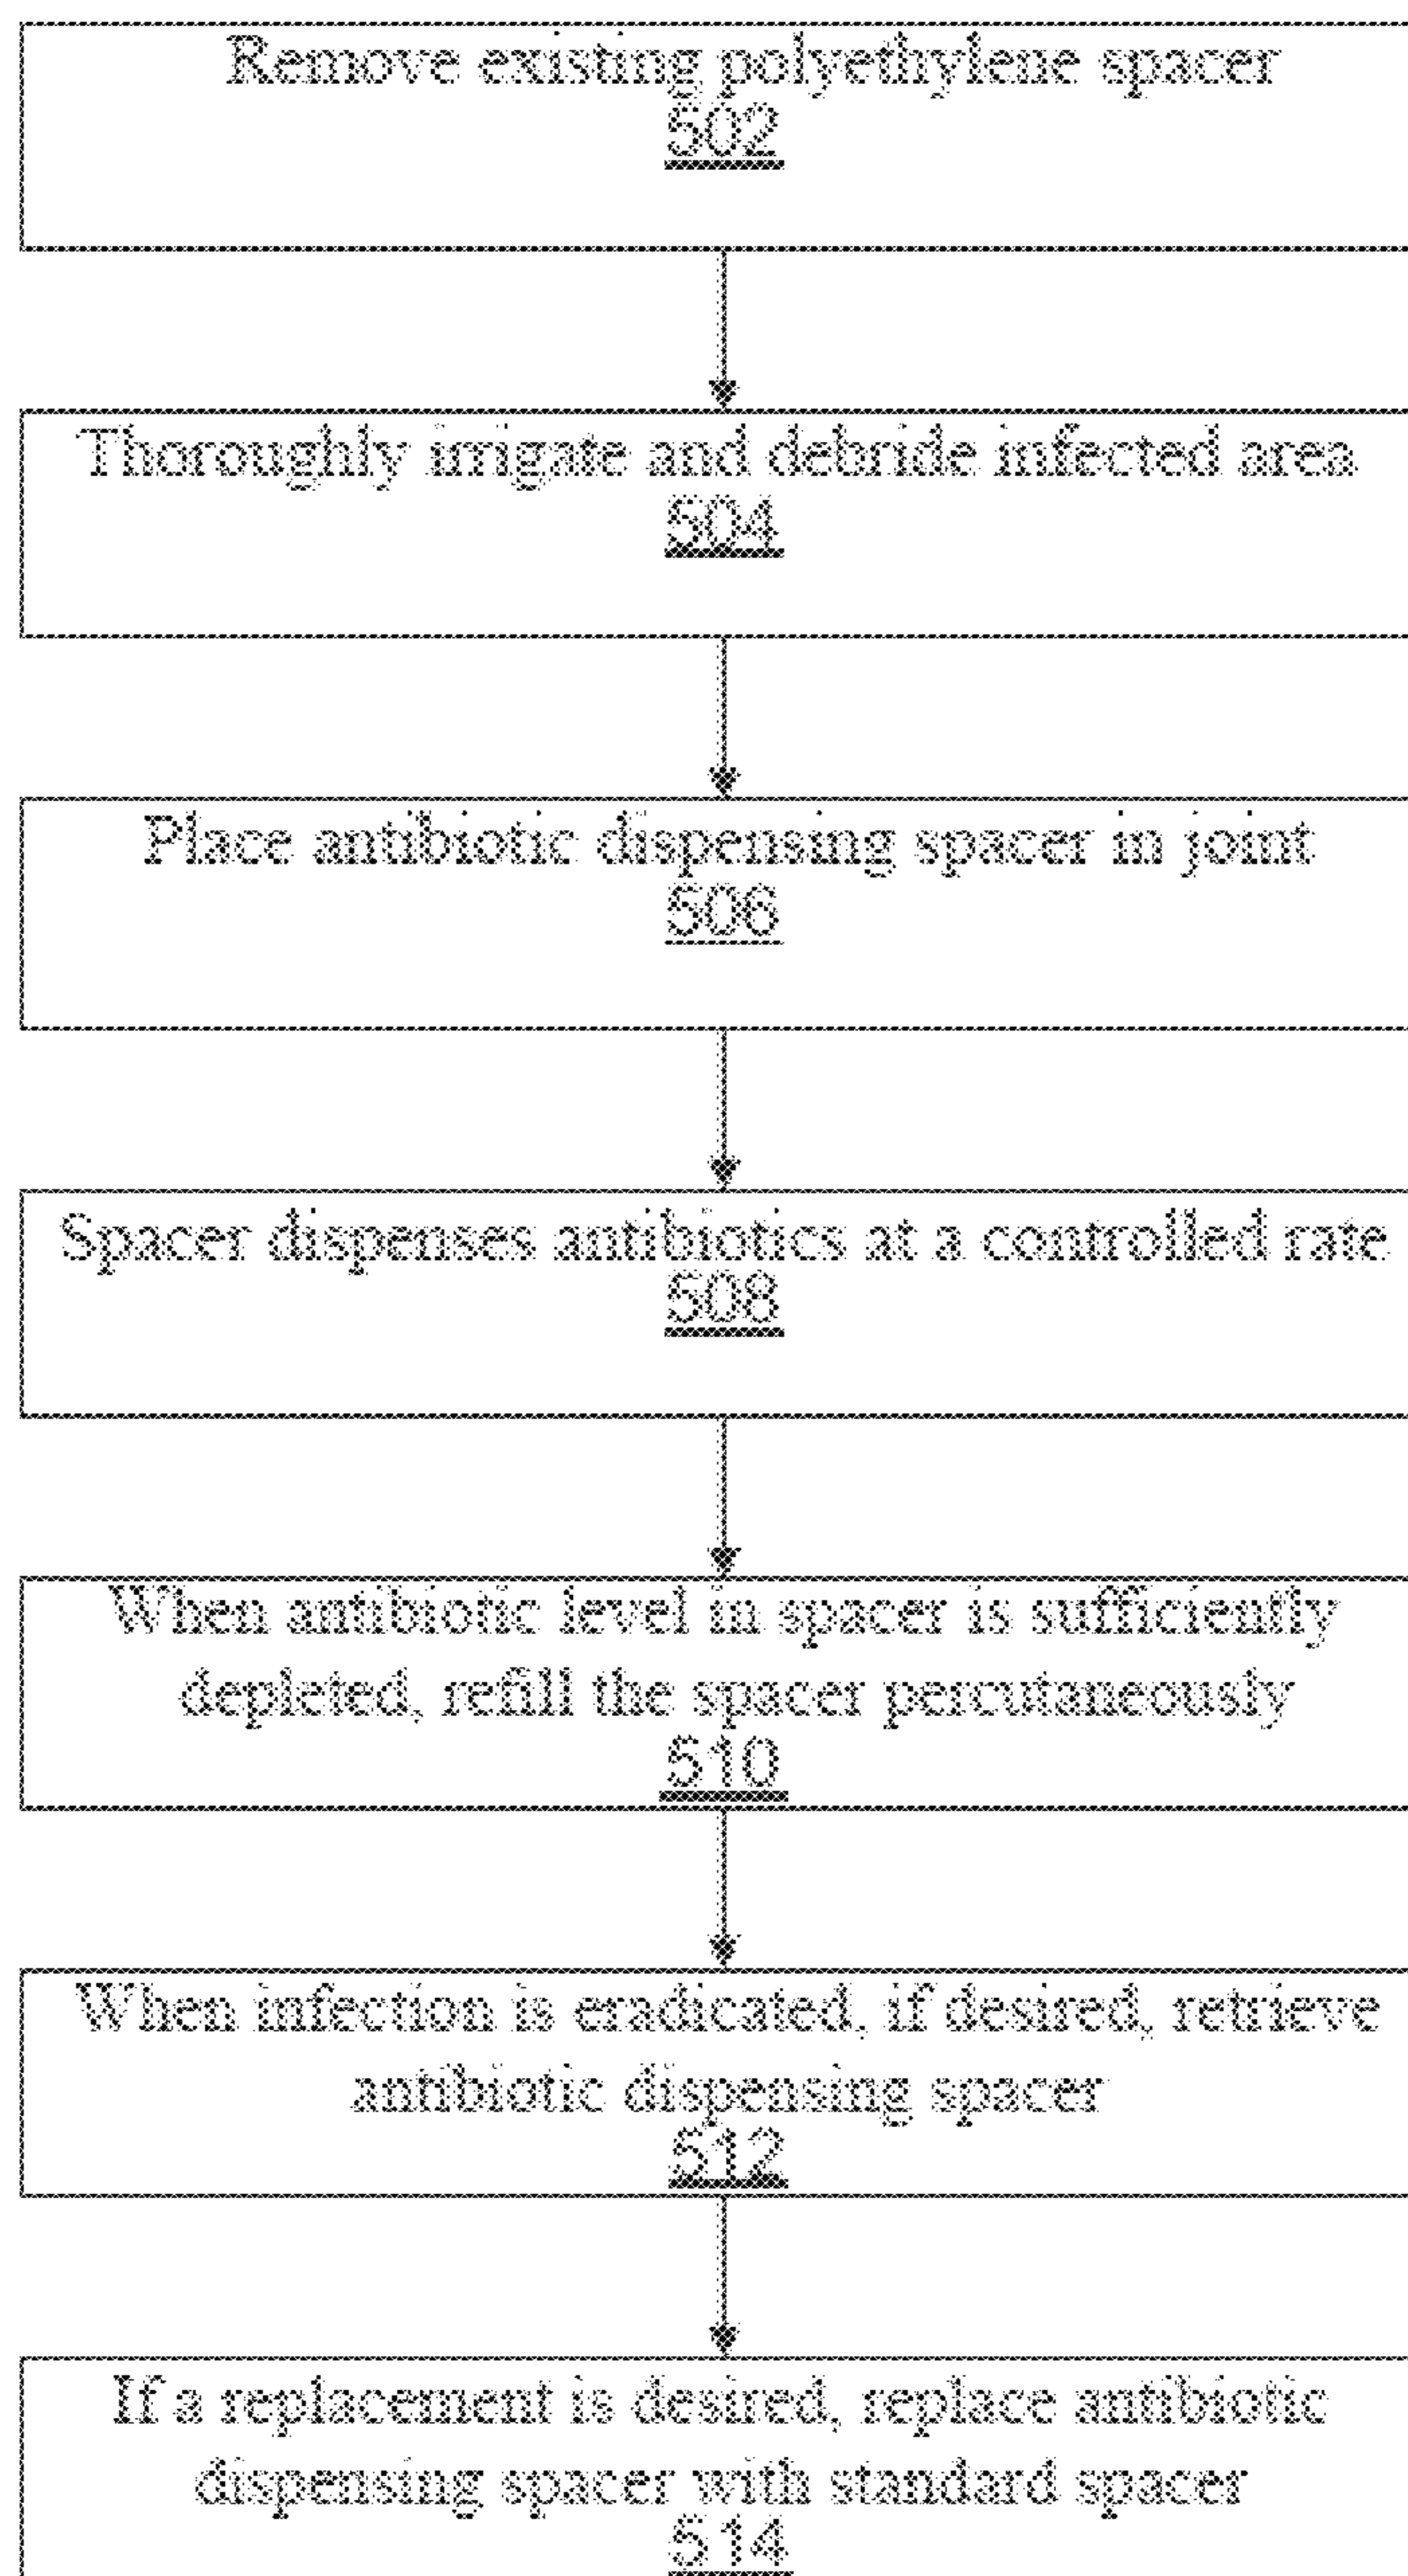 Remove existing polyethylene spacer
502
Thoroughly irrigate and debride infected area
504
Place antibiotic dispensing spacer in joint
506
Spacer dispenses antibiotics at a controlled rate
508
When antibiotic level in spacer is sufficiently
depleted, refill the spacer percutaneously
510
When infection is eradicated, if desired, retrieve
antibiotic dispensing spacer
512
If a replacement is desired, replace antibiotic
dispensing spacer with standard spacer
514